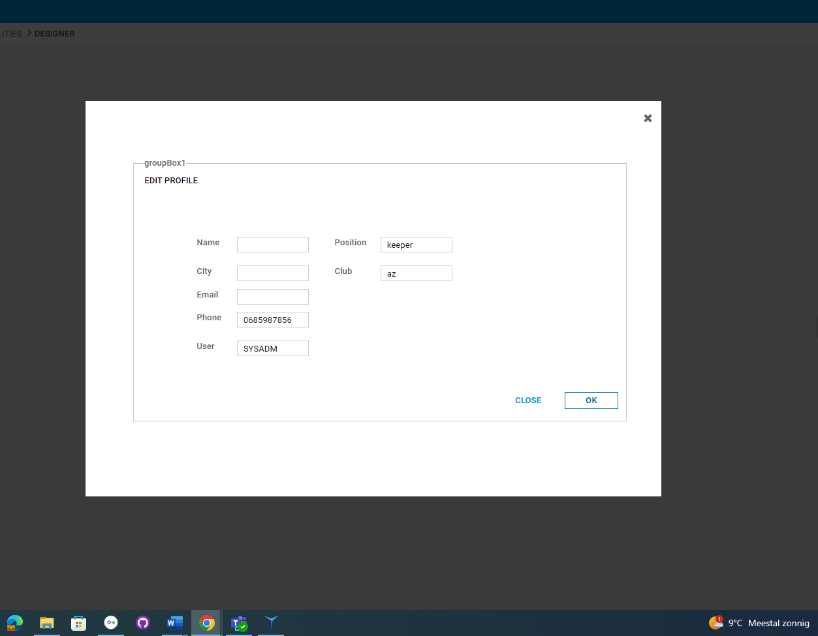 LITIES > DESIGNER
groupBox1
EDIT PROFILE
Name Position keeper
City Club az
Email
Phone 0685987856
User SYSADM
CLOSE OK
9°C Meestal zonnig